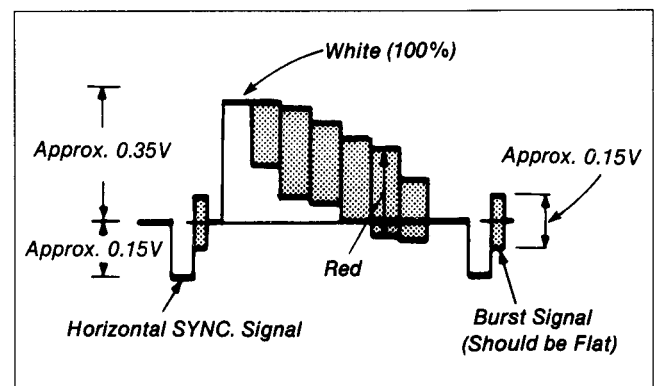 White (100%)
Approx. 0.35V
Approx. 0.15V
Approx. 0.15V
Red
Horizontal SYNC. Signal
Burst Signal
(Should be Flat)